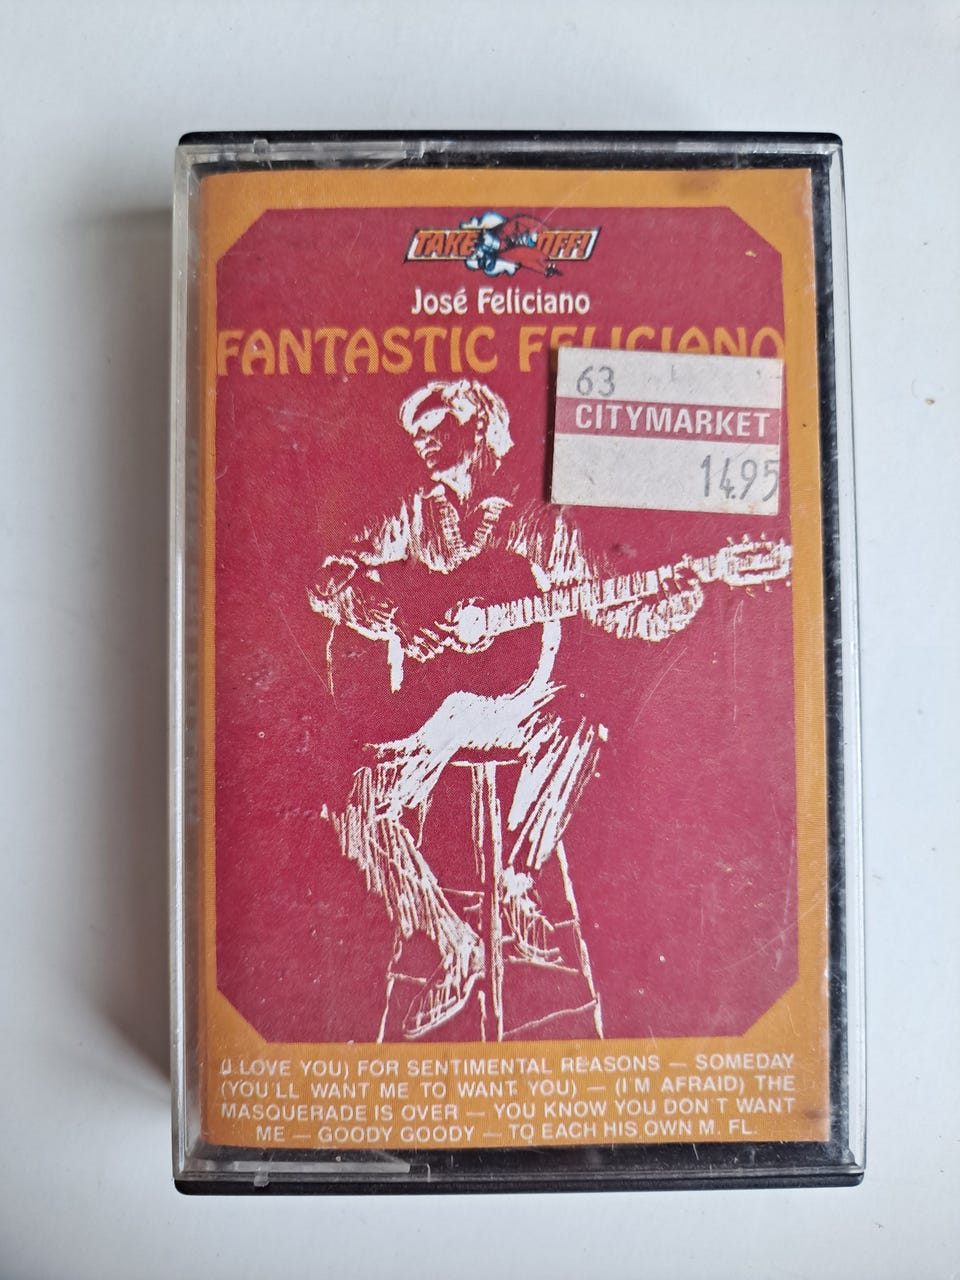 TAKE OFF!
José Feliciano
FANTASTIC FELICIANO
63
CITYMARKET
14.95
(I LOVE YOU) FOR SENTIMENTAL REASONS — SOMEDAY
(YOU'LL WANT ME TO WANT YOU) — (I'M AFRAID) THE
MASQUERADE IS OVER — YOU KNOW YOU DON'T WANT
ME — GOODY GOODY — TO EACH HIS OWN M. FL.